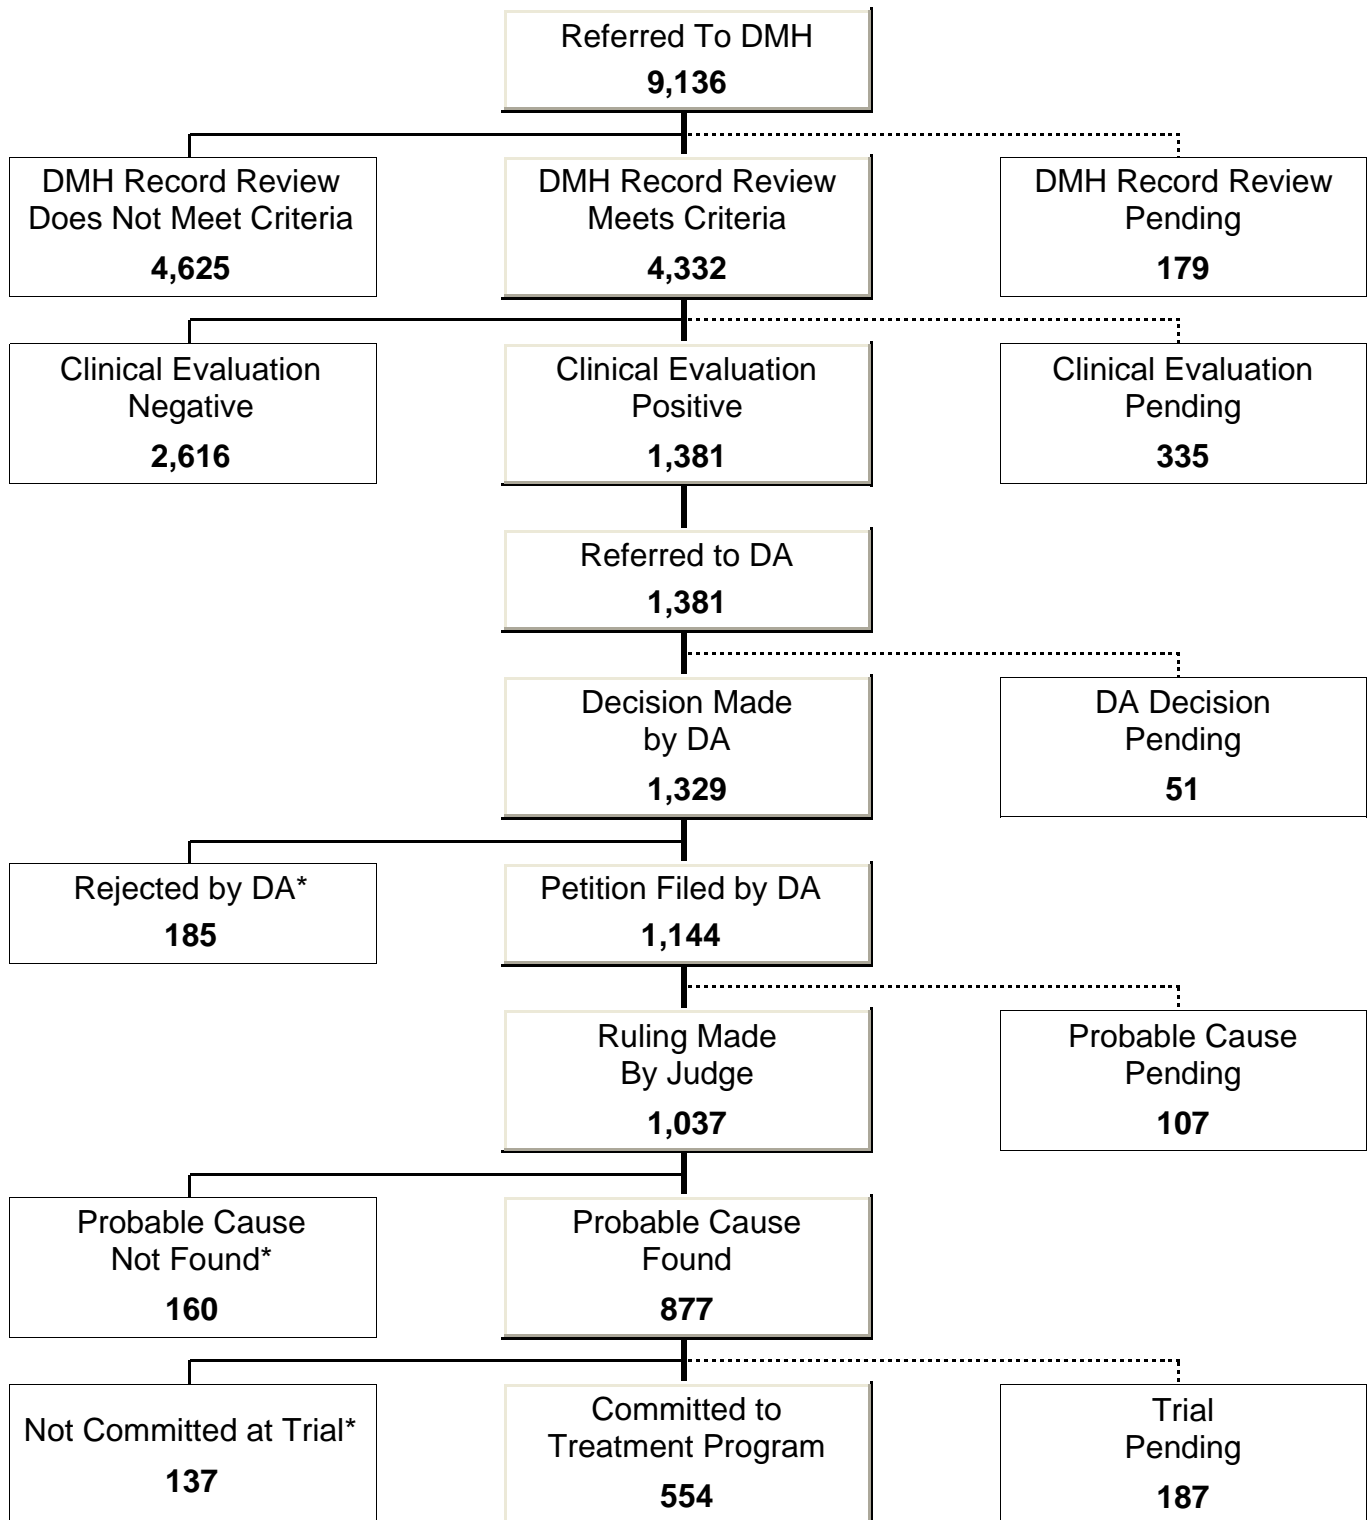 Referred To DMH
9,136
DMH Record Review
Does Not Meet Criteria
4,625
DMH Record Review
Meets Criteria
4,332
DMH Record Review
Pending
179
Clinical Evaluation
Negative
2,616
Clinical Evaluation
Positive
1,381
Clinical Evaluation
Pending
335
Referred to DA
1,381
Decision Made
by DA
1,329
DA Decision
Pending
51
Rejected by DA*
185
Petition Filed by DA
1,144
Ruling Made
By Judge
1,037
Probable Cause
Pending
107
Probable Cause
Not Found*
160
Probable Cause
Found
877
Not Committed at Trial*
137
Committed to
Treatment Program
554
Trial
Pending
187